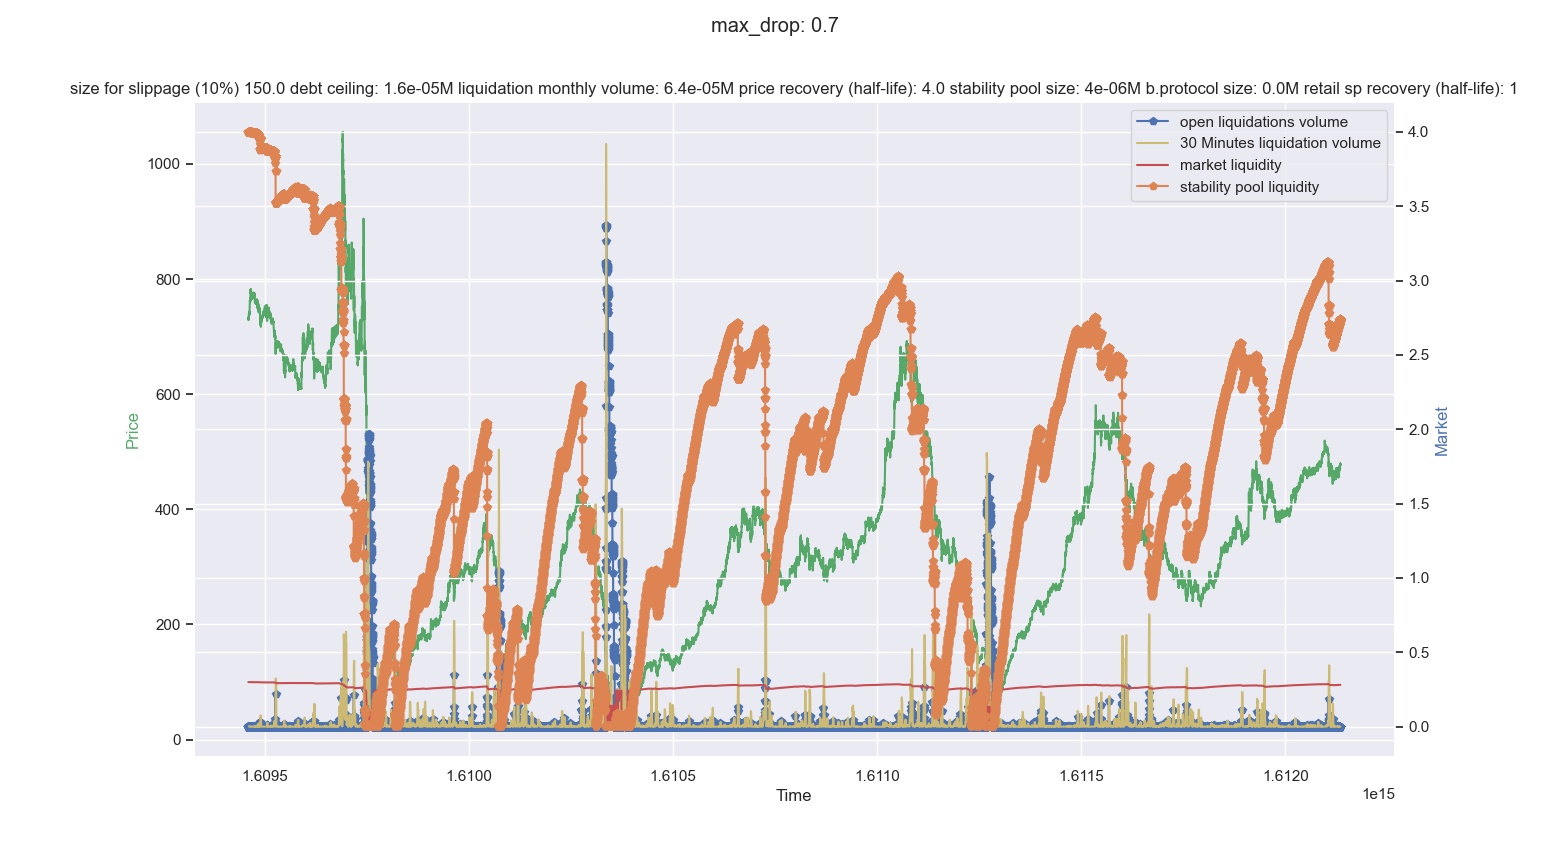 max_drop: 0.7
size for slippage (10%) 150.0 debt ceiling: 1.6e-05M liquidation monthly volume: 6.4e-05M price recovery (half-life): 4.0 stability pool size: 4e-06M b.protocol size: 0.0M retail sp recovery (half-life): 1
open liquidations volume
30 Minutes liquidation volume
market liquidity
stability pool liquidity
Price
1000
800
600
400
200
0
Market
4.0
3.5
3.0
2.5
2.0
1.5
1.0
0.5
0.0
1.6095 1.6100 1.6105 1.6110 1.6115 1.6120
Time
1e15